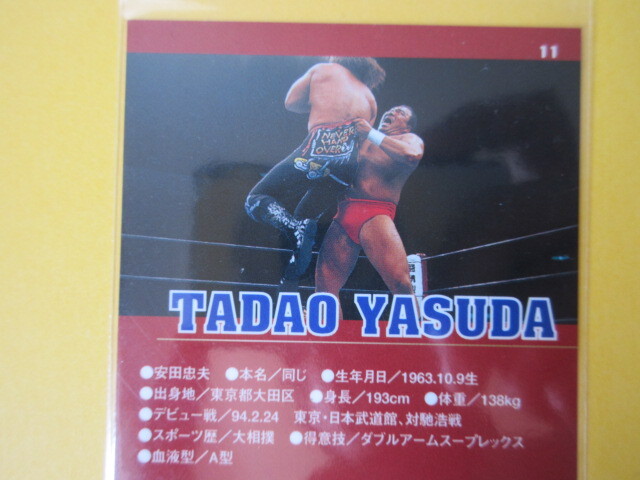 11
NEVER
HANG
OVER
TADAO YASUDA
●安田忠夫 ●本名/同じ ●生年月日/1963.10.9生
●出身地/東京都大田区 ●身長/193cm ●体重/138kg
●デビュー戦/94.2.24 東京・日本武道館、対馳浩戦
●スポーツ歴/大相撲 ●得意技/ダブルアームスープレックス
●血液型/A型